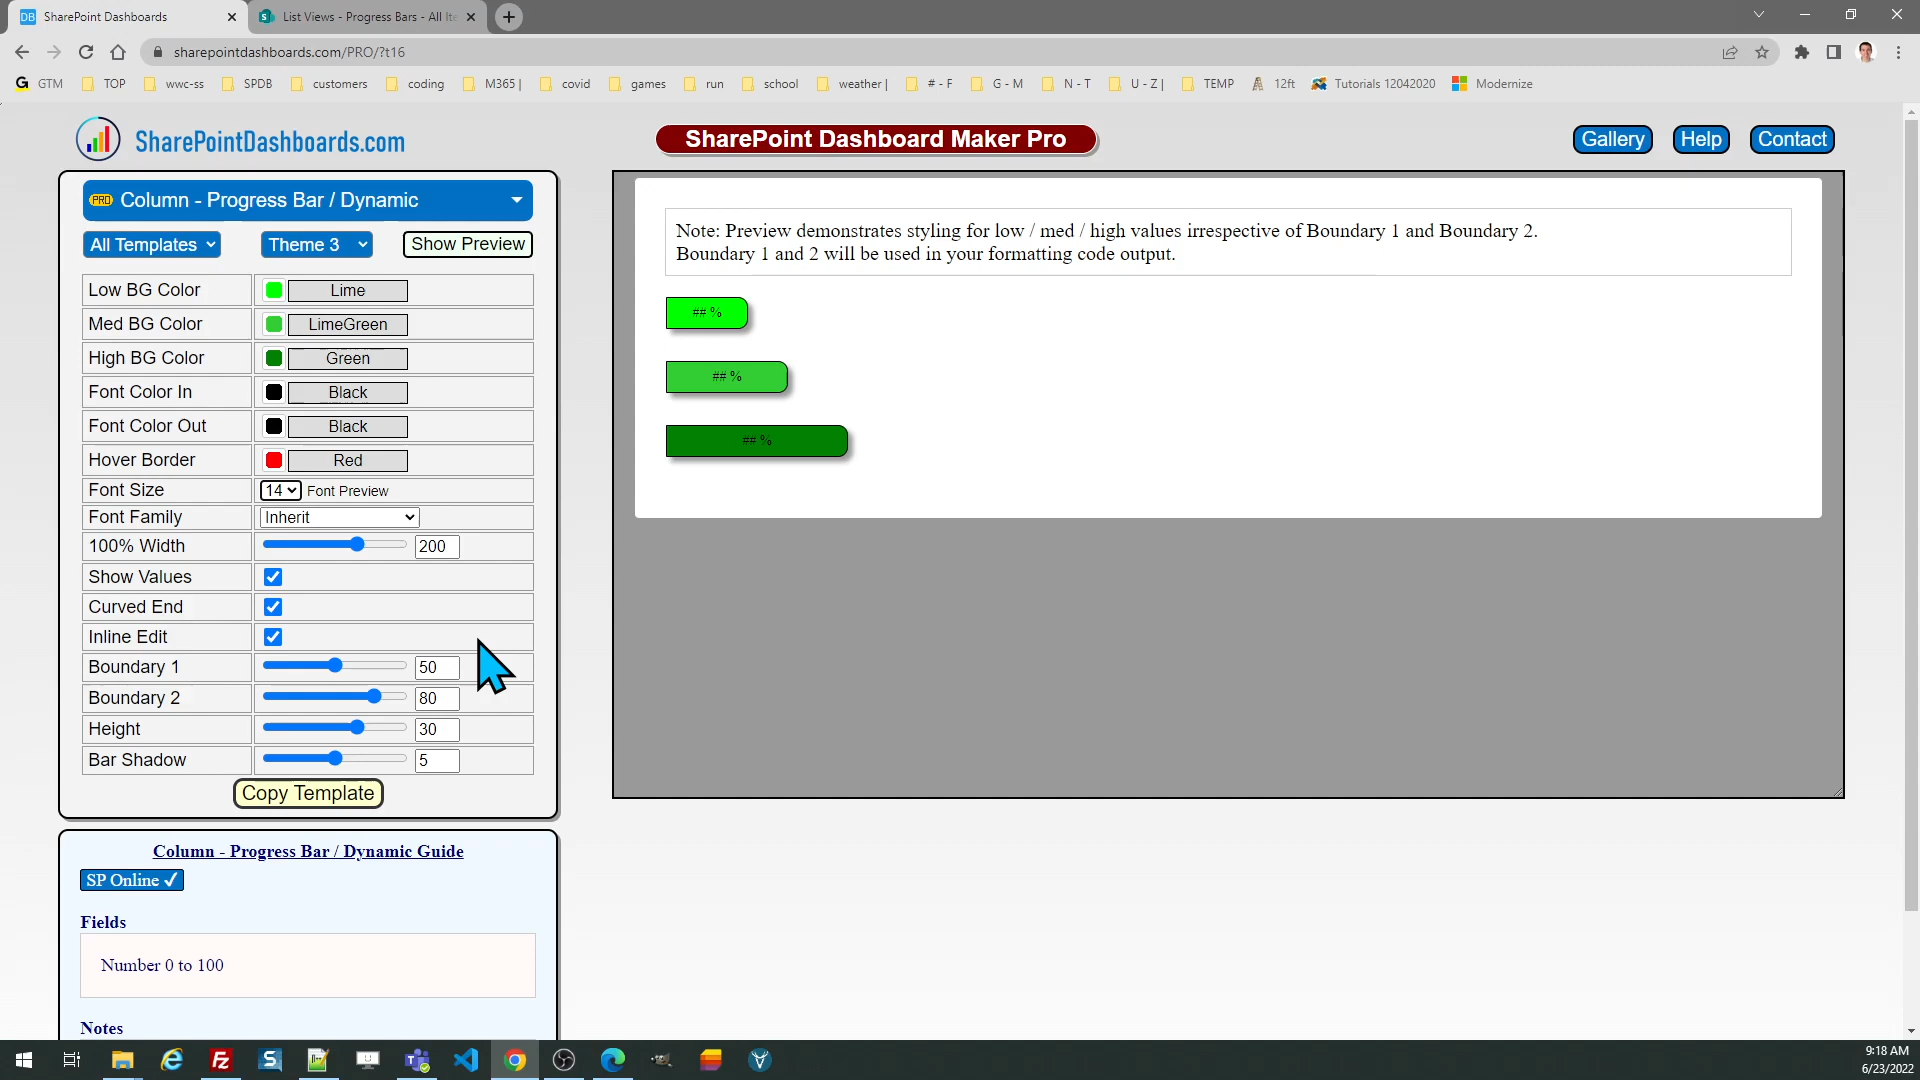 SharePoint Dashboards
List Views - Progress Bars - All Ite
sharepointdashboards.com/PRO/?t16
GTM TOP wwc-ss SPDB customers coding M365 | covid games run school weather | # - F G - M N - T U - Z | TEMP 12ft Tutorials 12042020 Modernize
SharePointDashboards.com
SharePoint Dashboard Maker Pro
Gallery Help Contact
PRO Column - Progress Bar / Dynamic
All Templates Theme 3 Show Preview
Low BG Color Lime
Med BG Color LimeGreen
High BG Color Green
Font Color In Black
Font Color Out Black
Hover Border Red
Font Size 14 Font Preview
Font Family Inherit
100% Width 200
Show Values
Curved End
Inline Edit
Boundary 1 50
Boundary 2 80
Height 30
Bar Shadow 5
Copy Template
Note: Preview demonstrates styling for low / med / high values irrespective of Boundary 1 and Boundary 2.
Boundary 1 and 2 will be used in your formatting code output.
## %
## %
## %
Column - Progress Bar / Dynamic Guide
SP Online ✓
Fields
Number 0 to 100
Notes
9:18 AM
6/23/2022